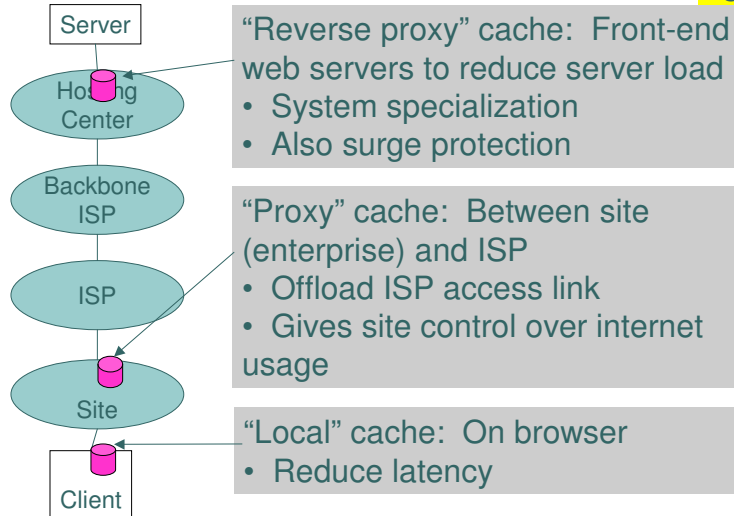 Server
Hosting
Center
Backbone
ISP
ISP
Site
Client
“Reverse proxy” cache: Front-end
web servers to reduce server load
• System specialization
• Also surge protection
“Proxy” cache: Between site
(enterprise) and ISP
• Offload ISP access link
• Gives site control over internet
usage
“Local” cache: On browser
• Reduce latency